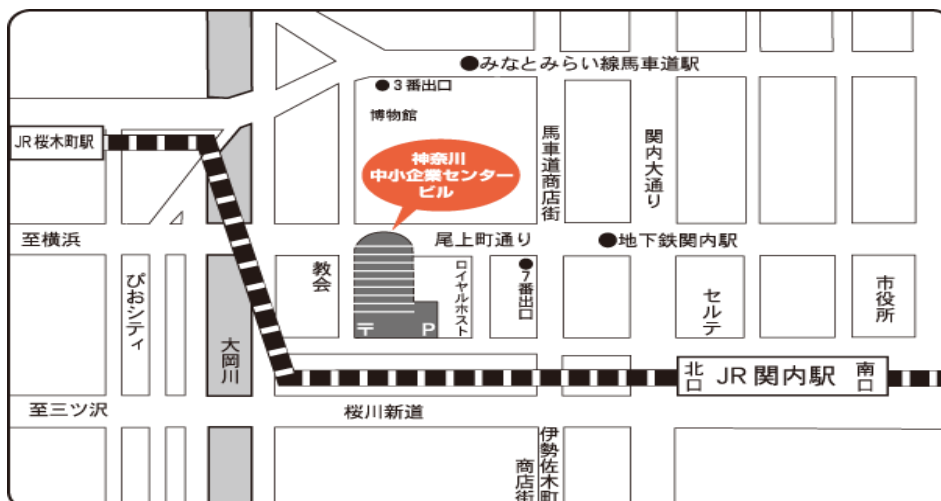 みなとみらい線馬車道駅
3番出口
博物館
JR桜木町駅
神奈川
中小企業センター
ビル
馬車道商店街
関内大通り
至横浜
尾上町通り
地下鉄関内駅
ぴおシティ
教会
ロイヤルホスト
7番出口
セルテ
市役所
〒
P
大岡川
北口
JR関内駅
南口
至三ツ沢
桜川新道
伊勢佐木町
商店街